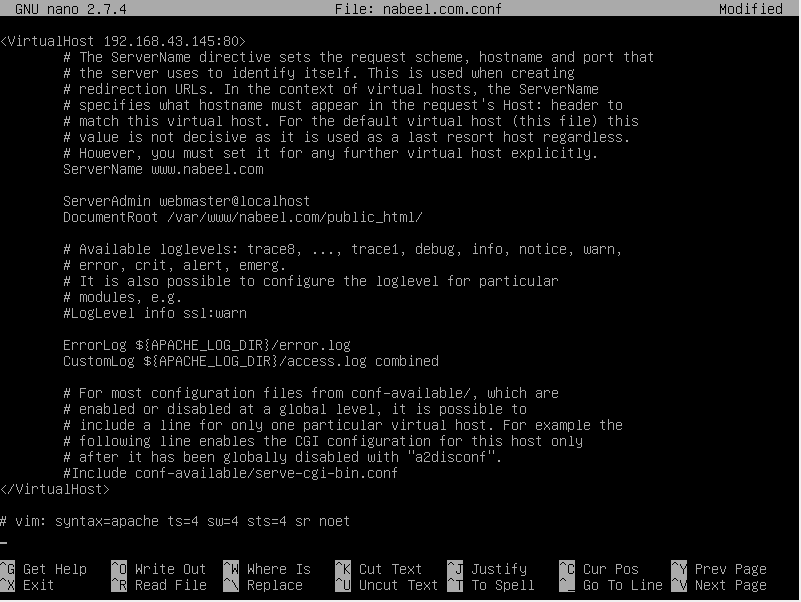 GNU nano 2.7.4 File: nabeel.com.conf Modified
<VirtualHost 192.168.43.145:80>
# The ServerName directive sets the request scheme, hostname and port that
# the server uses to identify itself. This is used when creating
# redirection URLs. In the context of virtual hosts, the ServerName
# specifies what hostname must appear in the request's Host: header to
# match this virtual host. For the default virtual host (this file) this
# value is not decisive as it is used as a last resort host regardless.
# However, you must set it for any further virtual host explicitly.
ServerName www.nabeel.com
ServerAdmin webmaster@localhost
DocumentRoot /var/www/nabeel.com/public_html/
# Available loglevels: trace8, ..., trace1, debug, info, notice, warn,
# error, crit, alert, emerg.
# It is also possible to configure the loglevel for particular
# modules, e.g.
#LogLevel info ssl:warn
ErrorLog ${APACHE_LOG_DIR}/error.log
CustomLog ${APACHE_LOG_DIR}/access.log combined
# For most configuration files from conf-available/, which are
# enabled or disabled at a global level, it is possible to
# include a line for only one particular virtual host. For example the
# following line enables the CGI configuration for this host only
# after it has been globally disabled with "a2disconf".
#Include conf-available/serve-cgi-bin.conf
</VirtualHost>
# vim: syntax=apache ts=4 sw=4 sts=4 sr noet
^G Get Help ^O Write Out ^W Where Is ^K Cut Text ^J Justify ^C Cur Pos ^Y Prev Page
^X Exit ^R Read File ^\ Replace ^U Uncut Text ^T To Spell ^_ Go To Line ^V Next Page